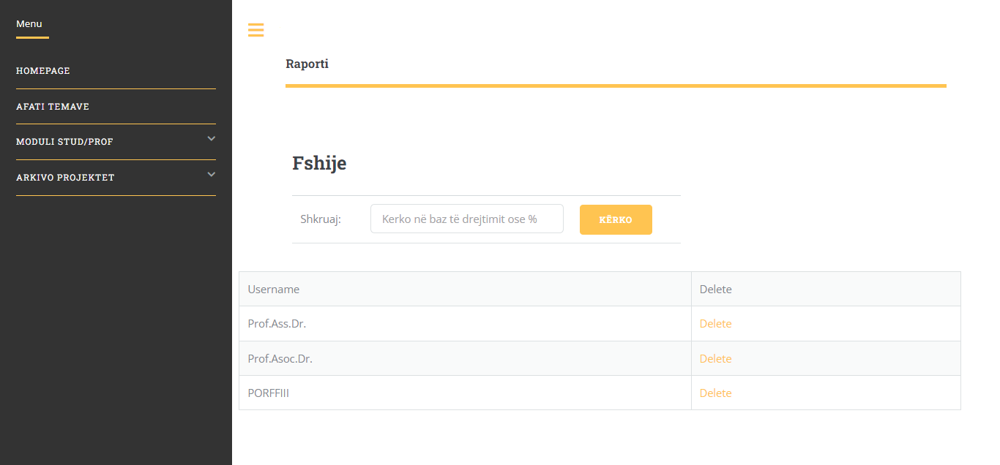 Menu
HOMEPAGE
AFATI TEMAVE
MODULI STUD/PROF
ARKIVO PROJEKTET
Raporti
Fshije
Shkruaj: Kerko në baz të drejtimit ose % KËRKO
Username Delete
Prof.Ass.Dr. Delete
Prof.Asoc.Dr. Delete
PORFFIII Delete